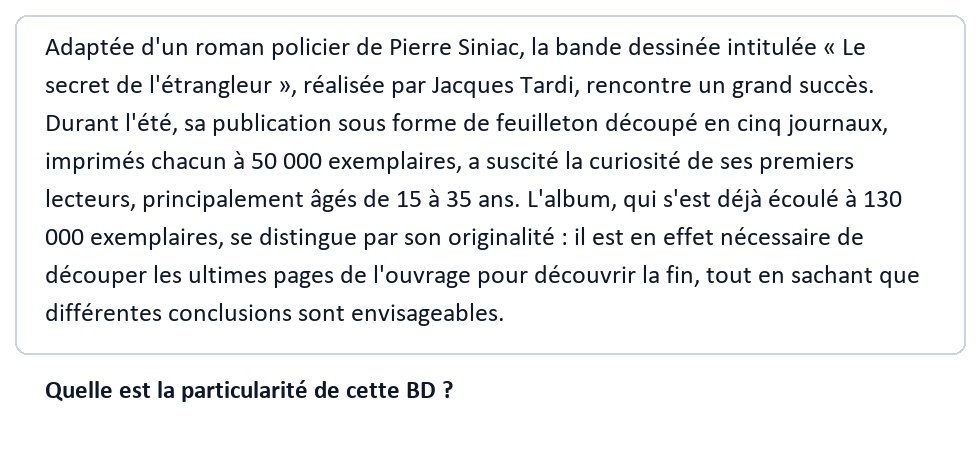 Adaptée d'un roman policier de Pierre Siniac, la bande dessinée intitulée « Le
secret de l'étrangleur », réalisée par Jacques Tardi, rencontre un grand succès.
Durant l'été, sa publication sous forme de feuilleton découpé en cinq journaux,
imprimés chacun à 50 000 exemplaires, a suscité la curiosité de ses premiers
lecteurs, principalement âgés de 15 à 35 ans. L'album, qui s'est déjà écoulé à 130
000 exemplaires, se distingue par son originalité : il est en effet nécessaire de
découper les ultimes pages de l'ouvrage pour découvrir la fin, tout en sachant que
différentes conclusions sont envisageables.
Quelle est la particularité de cette BD ?